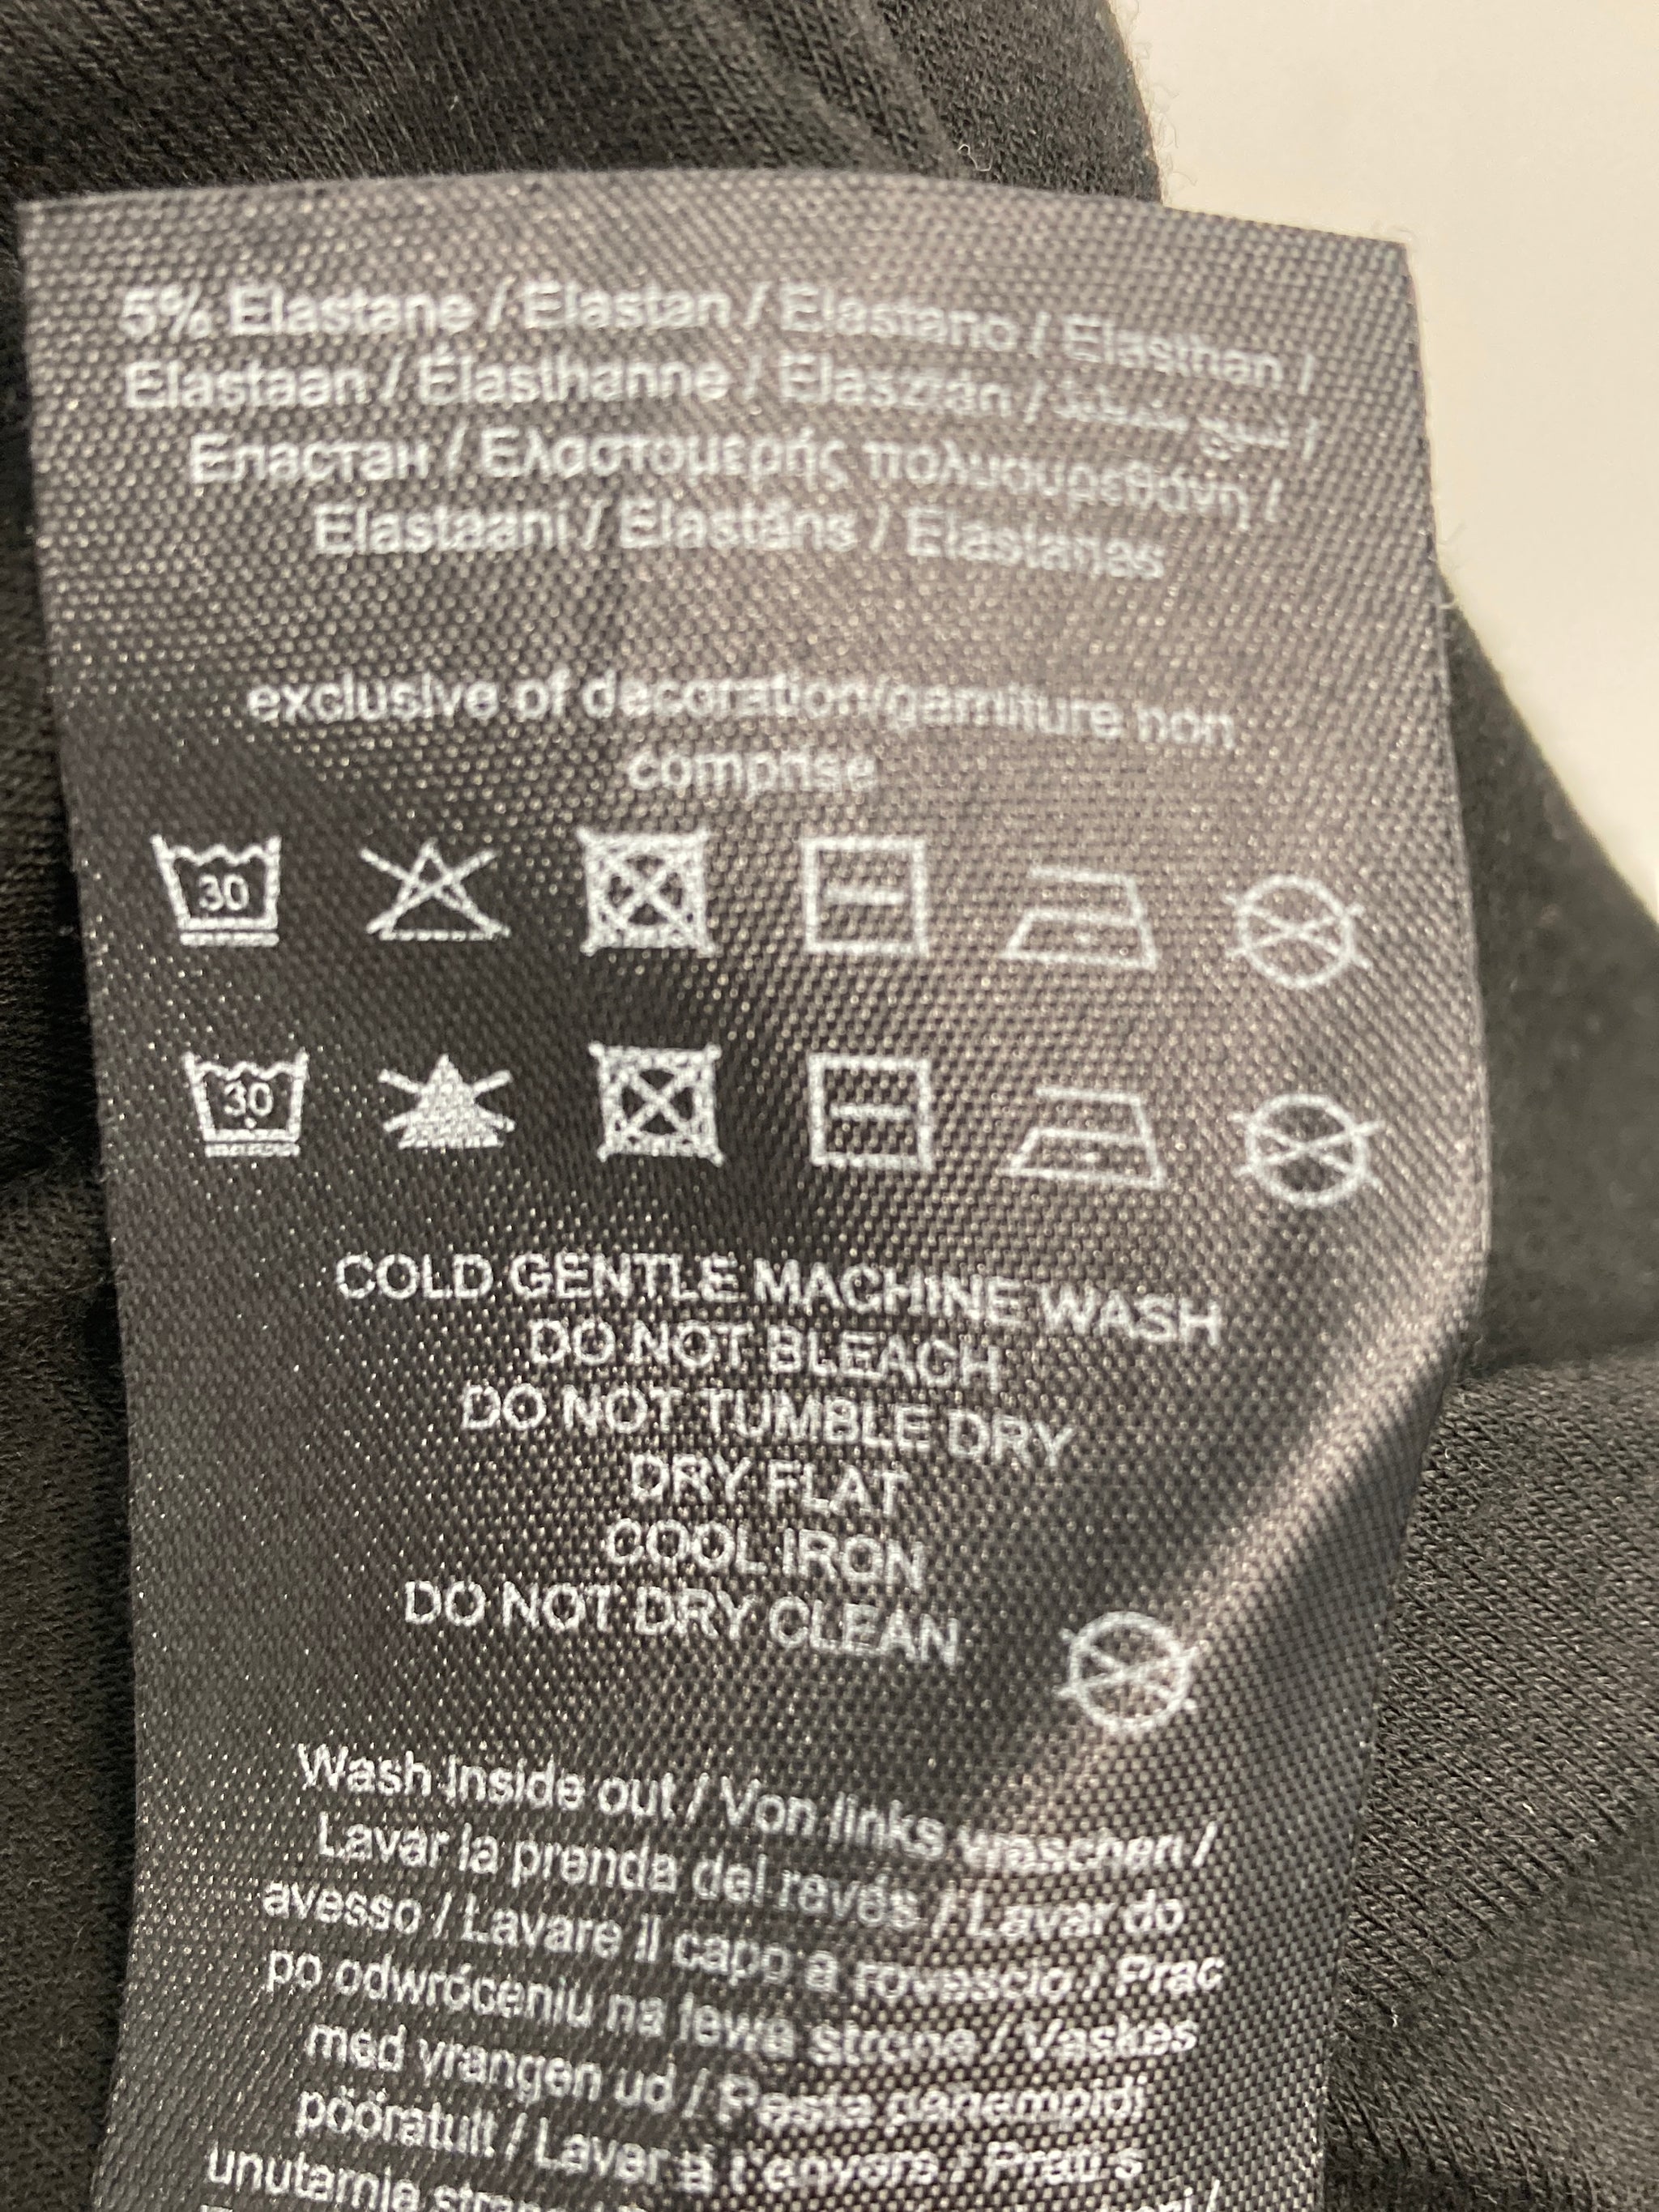 5% Elastane / Elastan / Elastano / Elasthan /
Elastaan / Élasthanne / Elasztán /
Еластан / Ελαστομερής πολυουρεθάνη /
Elastaani / Elastāns / Elastanas
exclusive of decoration/garniture non
comprise
30
30
COLD GENTLE MACHINE WASH
DO NOT BLEACH
DO NOT TUMBLE DRY
DRY FLAT
COOL IRON
DO NOT DRY CLEAN
Wash inside out / Von links waschen /
Lavar la prenda del revés / Lavar do
avesso / Lavare il capo a rovescio / Prac
po odwróceniu na lewą stronę / Vaskes
med vrangen ud / Pesta panempidi
pööratult / Laver à l'envers / Prati s
unutarnje